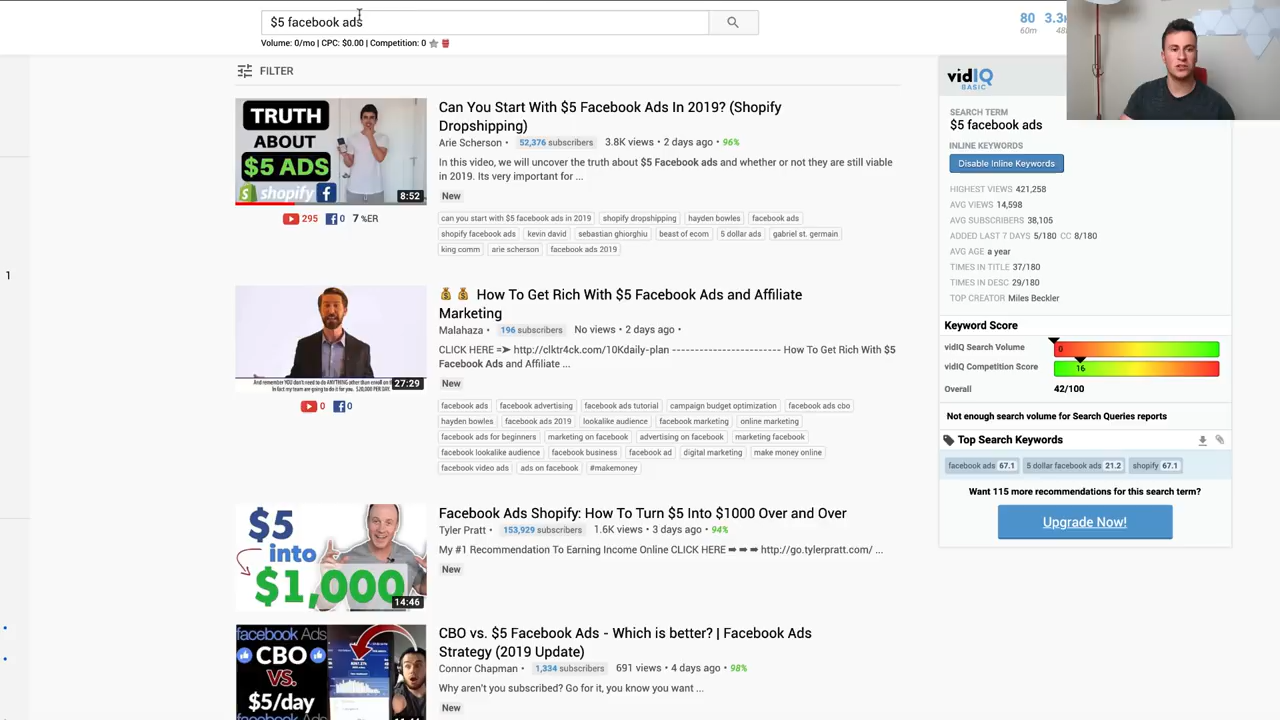 $5 facebook ads
Volume: 0/mo | CPC: $0.00 | Competition: 0
80
60m
3.3
48
FILTER
TRUTH
ABOUT
$5 ADS
shopify
8:52
295
0
7 %ER
Can You Start With $5 Facebook Ads In 2019? (Shopify
Dropshipping)
Arie Scherson • 52,376 subscribers 3.8K views • 2 days ago • 96%
In this video, we will uncover the truth about $5 Facebook ads and whether or not they are still viable
in 2019. Its very important for ...
New
can you start with $5 facebook ads in 2019 shopify dropshipping hayden bowles facebook ads
shopify facebook ads kevin david sebastian ghiorghiu beast of ecom 5 dollar ads gabriel st. germain
king comm arie scherson facebook ads 2019
27:29
0
0
How To Get Rich With $5 Facebook Ads and Affiliate
Marketing
Malahaza • 196 subscribers No views • 2 days ago •
CLICK HERE =➤ http://clktr4ck.com/10Kdaily-plan ------------------------ How To Get Rich With $5
Facebook Ads and Affiliate ...
New
facebook ads facebook advertising facebook ads tutorial campaign budget optimization facebook ads cbo
hayden bowles facebook ads 2019 lookalike audience facebook marketing online marketing
facebook ads for beginners marketing on facebook advertising on facebook marketing facebook
facebook lookalike audience facebook business facebook ad digital marketing make money online
facebook video ads ads on facebook #makemoney
$5
into
$1,000
14:46
Facebook Ads Shopify: How To Turn $5 Into $1000 Over and Over
Tyler Pratt • 153,929 subscribers 1.6K views • 3 days ago • 94%
My #1 Recommendation To Earning Income Online CLICK HERE ➡ ➡ ➡ http://go.tylerpratt.com/ ...
New
facebook Ads
CBO
VS.
$5/day
facebook Ads
CBO vs. $5 Facebook Ads - Which is better? | Facebook Ads
Strategy (2019 Update)
Connor Chapman • 1,334 subscribers 691 views • 4 days ago • 98%
Why aren't you subscribed? Go for it, you know you want ...
New
1
vidIQ
BASIC
SEARCH TERM
$5 facebook ads
INLINE KEYWORDS
Disable Inline Keywords
HIGHEST VIEWS 421,258
AVG VIEWS 14,598
AVG SUBSCRIBERS 38,105
ADDED LAST 7 DAYS 5/180 CC 8/180
AVG AGE a year
TIMES IN TITLE 37/180
TIMES IN DESC 29/180
TOP CREATOR Miles Beckler
Keyword Score
vidIQ Search Volume 0
vidIQ Competition Score 16
Overall 42/100
Not enough search volume for Search Queries reports
Top Search Keywords
facebook ads 67.1 5 dollar facebook ads 21.2 shopify 67.1
Want 115 more recommendations for this search term?
Upgrade Now!